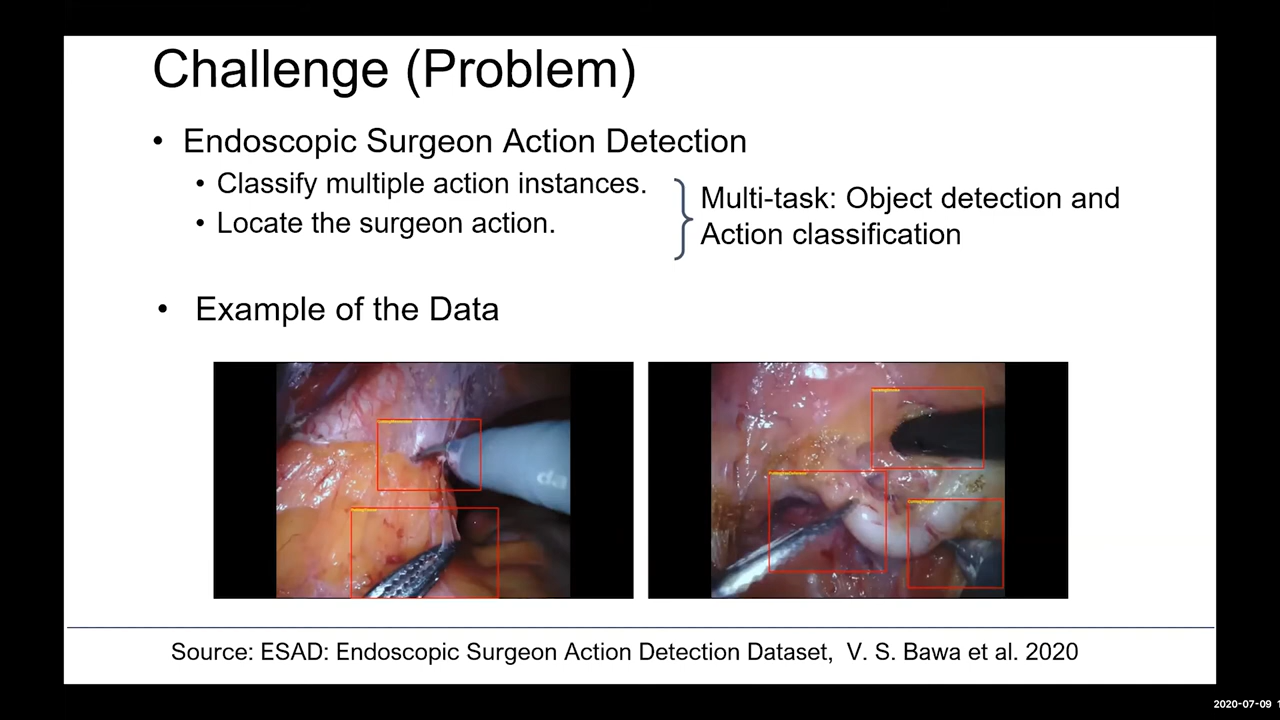 Challenge (Problem)
• Endoscopic Surgeon Action Detection
• Classify multiple action instances.
• Locate the surgeon action.
Multi-task: Object detection and
Action classification
• Example of the Data
da
Source: ESAD: Endoscopic Surgeon Action Detection Dataset, V. S. Bawa et al. 2020
2020-07-09